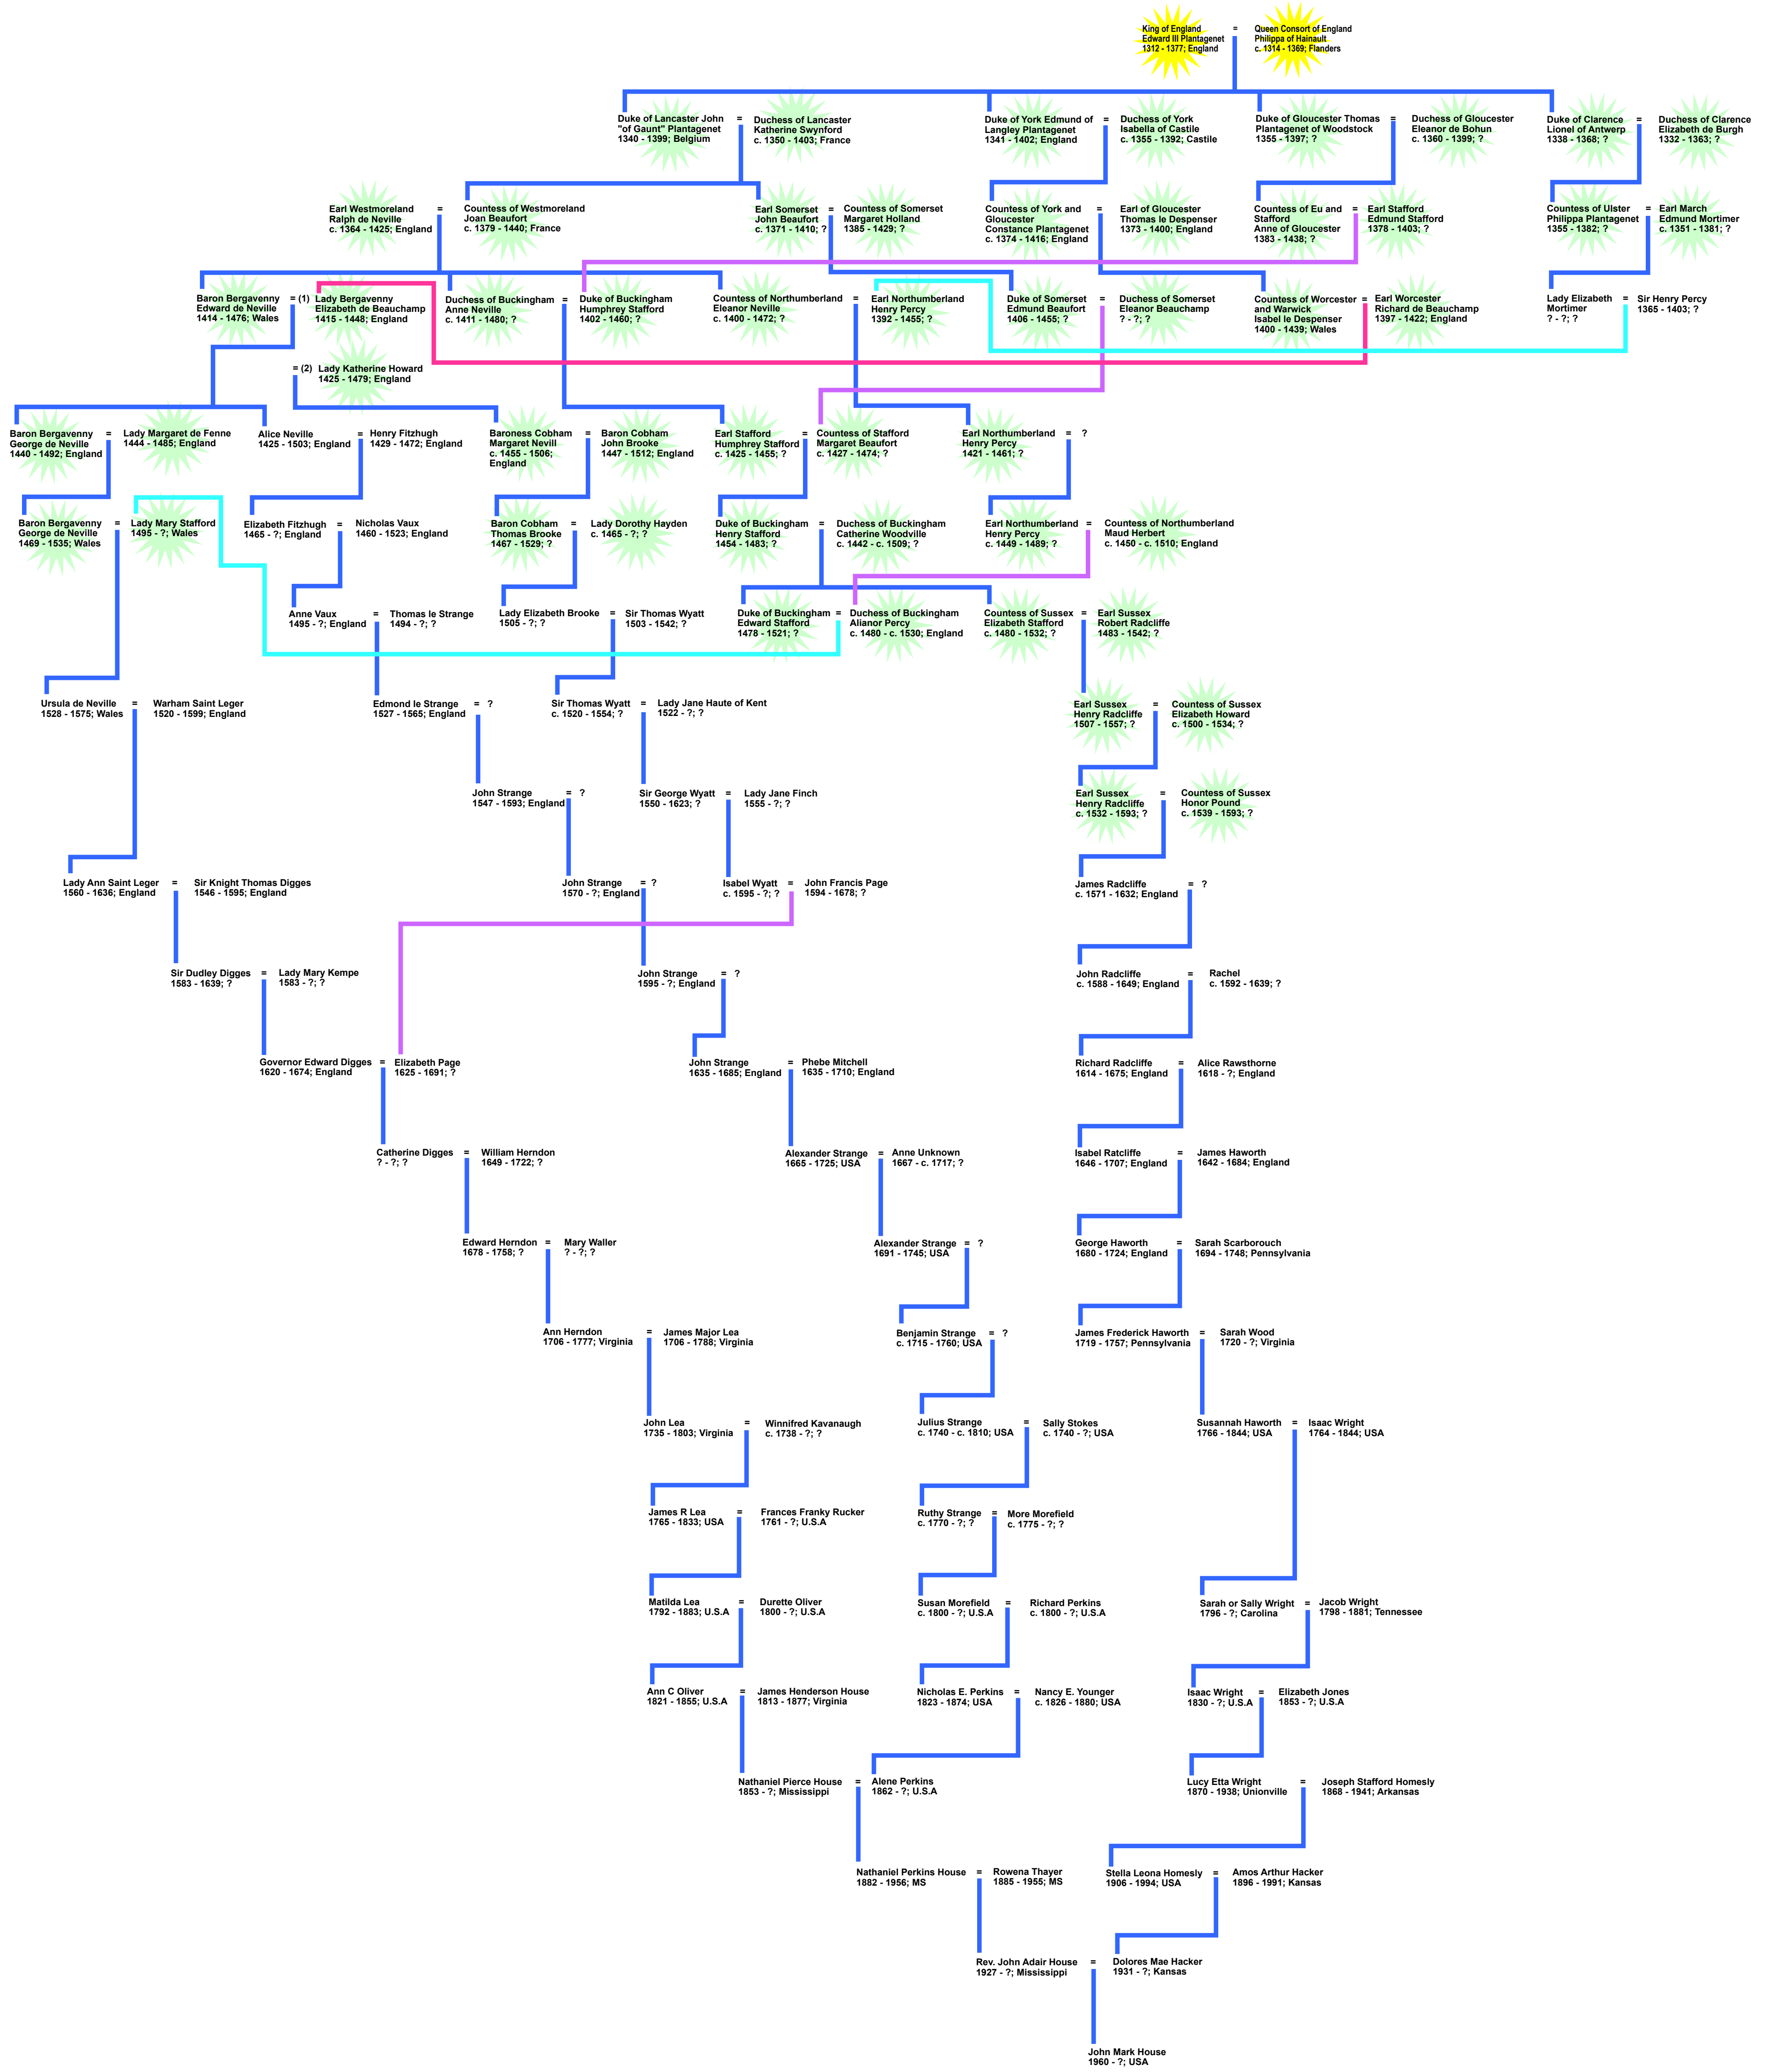 King of England
Edward III Plantagenet
1312 - 1377; England
=
Queen Consort of England
Philippa of Hainault
c. 1314 - 1369; Flanders
Duke of Lancaster John
"of Gaunt" Plantagenet
1340 - 1399; Belgium
=
Duchess of Lancaster
Katherine Swynford
c. 1350 - 1403; France
Duke of York Edmund of
Langley Plantagenet
1341 - 1402; England
=
Duchess of York
Isabella of Castile
c. 1355 - 1392; Castile
Duke of Gloucester Thomas
Plantagenet of Woodstock
1355 - 1397; ?
=
Duchess of Gloucester
Eleanor de Bohun
c. 1360 - 1399; ?
Duke of Clarence
Lionel of Antwerp
1338 - 1368; ?
=
Duchess of Clarence
Elizabeth de Burgh
1332 - 1363; ?
Earl Westmoreland
Ralph de Neville
c. 1364 - 1425; England
=
Countess of Westmoreland
Joan Beaufort
c. 1379 - 1440; France
Earl Somerset
John Beaufort
c. 1371 - 1410; ?
=
Countess of Somerset
Margaret Holland
1385 - 1429; ?
Countess of York and
Gloucester
Constance Plantagenet
c. 1374 - 1416; England
=
Earl of Gloucester
Thomas le Despenser
1373 - 1400; England
Countess of Eu and
Stafford
Anne of Gloucester
1383 - 1438; ?
=
Earl Stafford
Edmund Stafford
1378 - 1403; ?
Countess of Ulster
Philippa Plantagenet
1355 - 1382; ?
=
Earl March
Edmund Mortimer
c. 1351 - 1381; ?
Baron Bergavenny
Edward de Neville
1414 - 1476; Wales
= (1)
Lady Bergavenny
Elizabeth de Beauchamp
1415 - 1448; England
Duchess of Buckingham
Anne Neville
c. 1411 - 1480; ?
=
Duke of Buckingham
Humphrey Stafford
1402 - 1460; ?
Countess of Northumberland
Eleanor Neville
c. 1400 - 1472; ?
=
Earl Northumberland
Henry Percy
1392 - 1455; ?
Duke of Somerset
Edmund Beaufort
1406 - 1455; ?
=
Duchess of Somerset
Eleanor Beauchamp
? - ?; ?
Countess of Worcester
and Warwick
Isabel le Despenser
1400 - 1439; Wales
=
Earl Worcester
Richard de Beauchamp
1397 - 1422; England
Lady Elizabeth
Mortimer
? - ?; ?
=
Sir Henry Percy
1365 - 1403; ?
= (2)
Lady Katherine Howard
1425 - 1479; England
Baron Bergavenny
George de Neville
1440 - 1492; England
=
Lady Margaret de Fenne
1444 - 1485; England
Alice Neville
1425 - 1503; England
=
Henry Fitzhugh
1429 - 1472; England
Baroness Cobham
Margaret Nevill
c. 1455 - 1506;
England
=
Baron Cobham
John Brooke
1447 - 1512; England
Earl Stafford
Humphrey Stafford
c. 1425 - 1455; ?
=
Countess of Stafford
Margaret Beaufort
c. 1427 - 1474; ?
Earl Northumberland
Henry Percy
1421 - 1461; ?
=
?
Baron Bergavenny
George de Neville
1469 - 1535; Wales
=
Lady Mary Stafford
1495 - ?; Wales
Elizabeth Fitzhugh
1465 - ?; England
=
Nicholas Vaux
1460 - 1523; England
Baron Cobham
Thomas Brooke
1467 - 1529; ?
=
Lady Dorothy Hayden
c. 1465 - ?; ?
Duke of Buckingham
Henry Stafford
1454 - 1483; ?
=
Duchess of Buckingham
Catherine Woodville
c. 1442 - c. 1509; ?
Earl Northumberland
Henry Percy
c. 1449 - 1489; ?
=
Countess of Northumberland
Maud Herbert
c. 1450 - c. 1510; England
Anne Vaux
1495 - ?; England
=
Thomas le Strange
1494 - ?; ?
Lady Elizabeth Brooke
1505 - ?; ?
=
Sir Thomas Wyatt
1503 - 1542; ?
Duke of Buckingham
Edward Stafford
1478 - 1521; ?
=
Duchess of Buckingham
Alianor Percy
c. 1480 - c. 1530; England
Countess of Sussex
Elizabeth Stafford
c. 1480 - 1532; ?
=
Earl Sussex
Robert Radcliffe
1483 - 1542; ?
Ursula de Neville
1528 - 1575; Wales
=
Warham Saint Leger
1520 - 1599; England
Edmond le Strange
1527 - 1565; England
=
?
Sir Thomas Wyatt
c. 1520 - 1554; ?
=
Lady Jane Haute of Kent
1522 - ?; ?
Earl Sussex
Henry Radcliffe
1507 - 1557; ?
=
Countess of Sussex
Elizabeth Howard
c. 1500 - 1534; ?
John Strange
1547 - 1593; England
=
?
Sir George Wyatt
1550 - 1623; ?
=
Lady Jane Finch
1555 - ?; ?
Earl Sussex
Henry Radcliffe
c. 1532 - 1593; ?
=
Countess of Sussex
Honor Pound
c. 1539 - 1593; ?
Lady Ann Saint Leger
1560 - 1636; England
=
Sir Knight Thomas Digges
1546 - 1595; England
John Strange
1570 - ?; England
=
?
Isabel Wyatt
c. 1595 - ?; ?
=
John Francis Page
1594 - 1678; ?
James Radcliffe
c. 1571 - 1632; England
=
?
Sir Dudley Digges
1583 - 1639; ?
=
Lady Mary Kempe
1583 - ?; ?
John Strange
1595 - ?; England
=
?
John Radcliffe
c. 1588 - 1649; England
=
Rachel
c. 1592 - 1639; ?
Governor Edward Digges
1620 - 1674; England
=
Elizabeth Page
1625 - 1691; ?
John Strange
1635 - 1685; England
=
Phebe Mitchell
1635 - 1710; England
Richard Radcliffe
1614 - 1675; England
=
Alice Rawsthorne
1618 - ?; England
Catherine Digges
? - ?; ?
=
William Herndon
1649 - 1722; ?
Alexander Strange
1665 - 1725; USA
=
Anne Unknown
1667 - c. 1717; ?
Isabel Ratcliffe
1646 - 1707; England
=
James Haworth
1642 - 1684; England
Edward Herndon
1678 - 1758; ?
=
Mary Waller
? - ?; ?
Alexander Strange
1691 - 1745; USA
=
?
George Haworth
1680 - 1724; England
=
Sarah Scarborouch
1694 - 1748; Pennsylvania
Ann Herndon
1706 - 1777; Virginia
=
James Major Lea
1706 - 1788; Virginia
Benjamin Strange
c. 1715 - 1760; USA
=
?
James Frederick Haworth
1719 - 1757; Pennsylvania
=
Sarah Wood
1720 - ?; Virginia
John Lea
1735 - 1803; Virginia
=
Winnifred Kavanaugh
c. 1738 - ?; ?
Julius Strange
c. 1740 - c. 1810; USA
=
Sally Stokes
c. 1740 - ?; USA
Susannah Haworth
1766 - 1844; USA
=
Isaac Wright
1764 - 1844; USA
James R Lea
1765 - 1833; USA
=
Frances Franky Rucker
1761 - ?; U.S.A
Ruthy Strange
c. 1770 - ?; ?
=
More Morefield
c. 1775 - ?; ?
Matilda Lea
1792 - 1883; U.S.A
=
Durette Oliver
1800 - ?; U.S.A
Susan Morefield
c. 1800 - ?; U.S.A
=
Richard Perkins
c. 1800 - ?; U.S.A
Sarah or Sally Wright
1796 - ?; Carolina
=
Jacob Wright
1798 - 1881; Tennessee
Ann C Oliver
1821 - 1855; U.S.A
=
James Henderson House
1813 - 1877; Virginia
Nicholas E. Perkins
1823 - 1874; USA
=
Nancy E. Younger
c. 1826 - 1880; USA
Isaac Wright
1830 - ?; U.S.A
=
Elizabeth Jones
1853 - ?; U.S.A
Nathaniel Pierce House
1853 - ?; Mississippi
=
Alene Perkins
1862 - ?; U.S.A
Lucy Etta Wright
1870 - 1938; Unionville
=
Joseph Stafford Homesly
1868 - 1941; Arkansas
Nathaniel Perkins House
1882 - 1956; MS
=
Rowena Thayer
1885 - 1955; MS
Stella Leona Homesly
1906 - 1994; USA
=
Amos Arthur Hacker
1896 - 1991; Kansas
Rev. John Adair House
1927 - ?; Mississippi
=
Dolores Mae Hacker
1931 - ?; Kansas
John Mark House
1960 - ?; USA